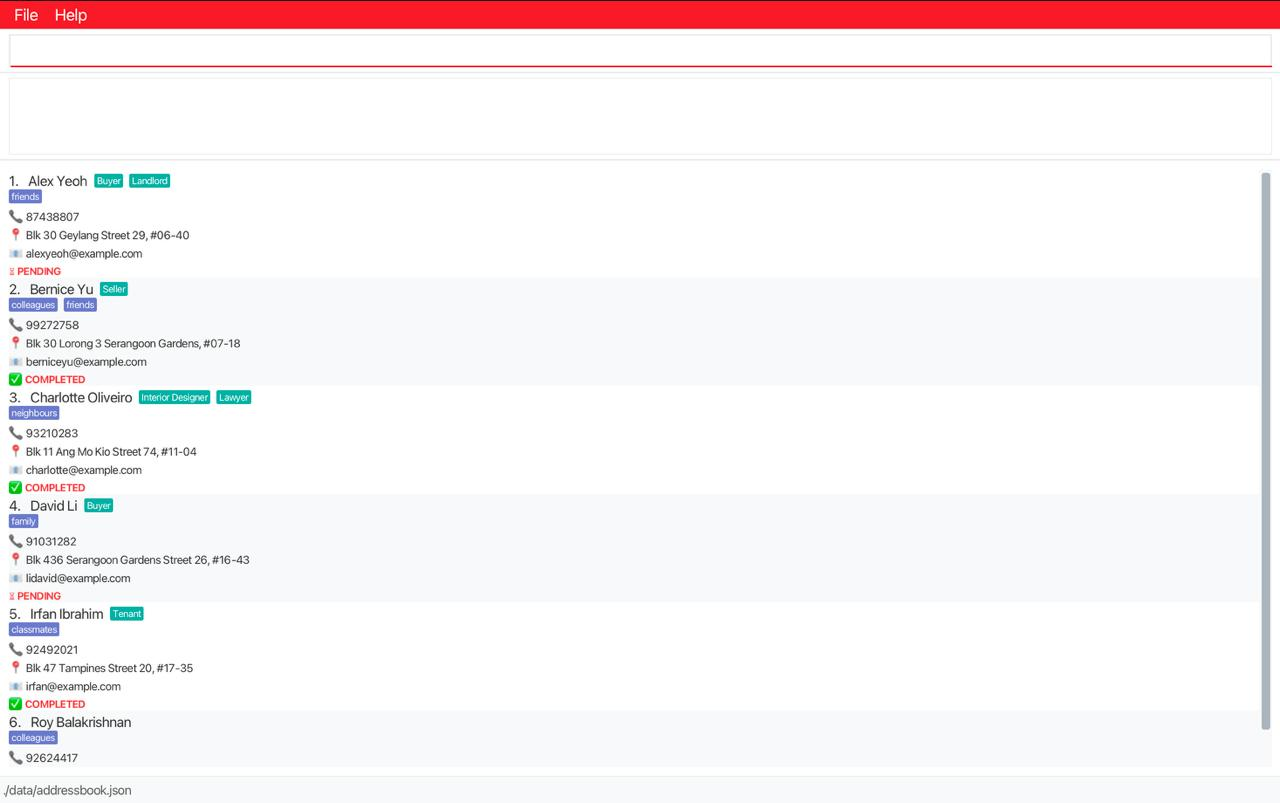 File Help
1. Alex Yeoh Buyer Landlord
friends
87438807
Blk 30 Geylang Street 29, #06-40
alexyeoh@example.com
PENDING
2. Bernice Yu Seller
colleagues friends
99272758
Blk 30 Lorong 3 Serangoon Gardens, #07-18
berniceyu@example.com
COMPLETED
3. Charlotte Oliveiro Interior Designer Lawyer
neighbours
93210283
Blk 11 Ang Mo Kio Street 74, #11-04
charlotte@example.com
COMPLETED
4. David Li Buyer
family
91031282
Blk 436 Serangoon Gardens Street 26, #16-43
lidavid@example.com
PENDING
5. Irfan Ibrahim Tenant
classmates
92492021
Blk 47 Tampines Street 20, #17-35
irfan@example.com
COMPLETED
6. Roy Balakrishnan
colleagues
92624417
./data/addressbook.json